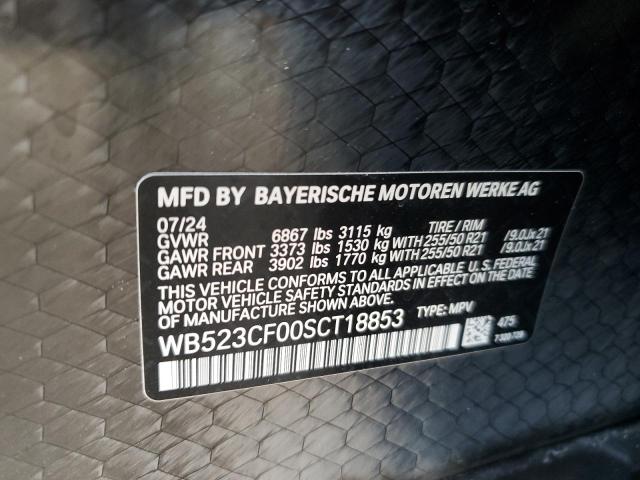 MFD BY BAYERISCHE MOTOREN WERKE AG
07/24
GVWR 6867 lbs 3115 kg TIRE / RIM
GAWR FRONT 3373 lbs 1530 kg WITH 255/50 R21 / 9.0Jx21
GAWR REAR 3902 lbs 1770 kg WITH 255/50 R21 / 9.0Jx21
THIS VEHICLE CONFORMS TO ALL APPLICABLE U.S. FEDERAL
MOTOR VEHICLE SAFETY STANDARDS IN EFFECT ON THE DATE
OF MANUFACTURE SHOWN ABOVE.
WB523CF00SCT18853 TYPE: MPV 475